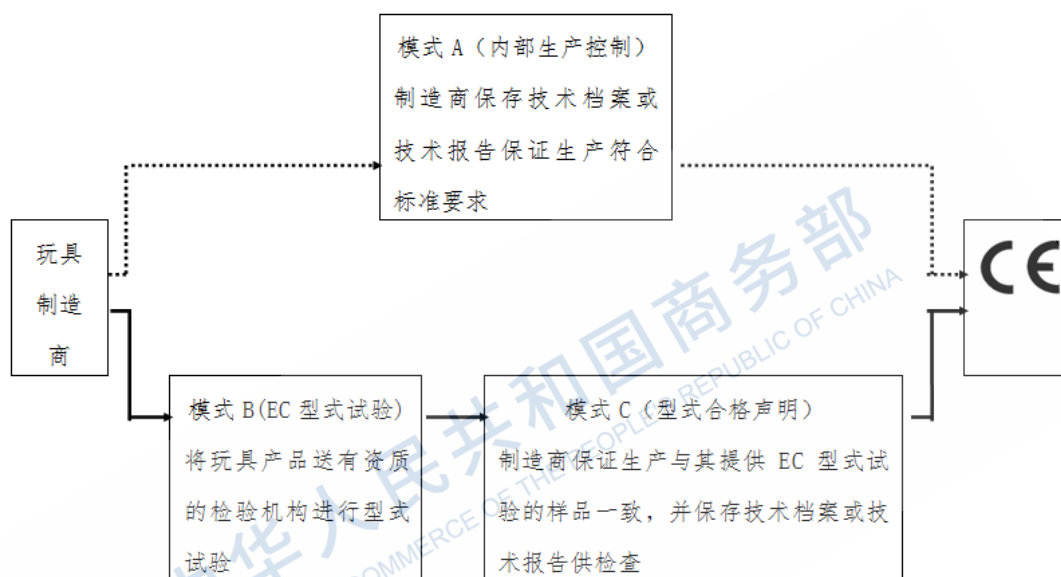 模式 A（内部生产控制）
制造商保存技术档案或
技术报告保证生产符合
标准要求
玩具
制造
商
CE
模式 B(EC 型式试验)
将玩具产品送有资质
的检验机构进行型式
试验
模式 C（型式合格声明）
制造商保证生产与其提供 EC 型式试
验的样品一致，并保存技术档案或技
术报告供检查
华人民共和国商务部
COMMERCE OF THE PEOPLE'S REPUBLIC OF CHINA